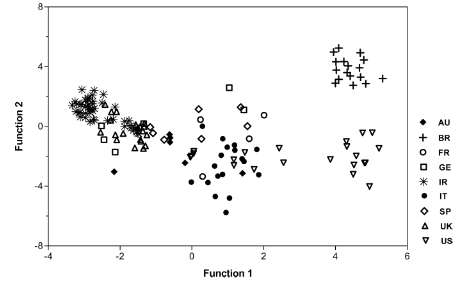 8
4
0
-4
-8
Function 2
-4
-2
0
2
4
6
Function 1
AU
BR
FR
GE
IR
IT
SP
UK
US